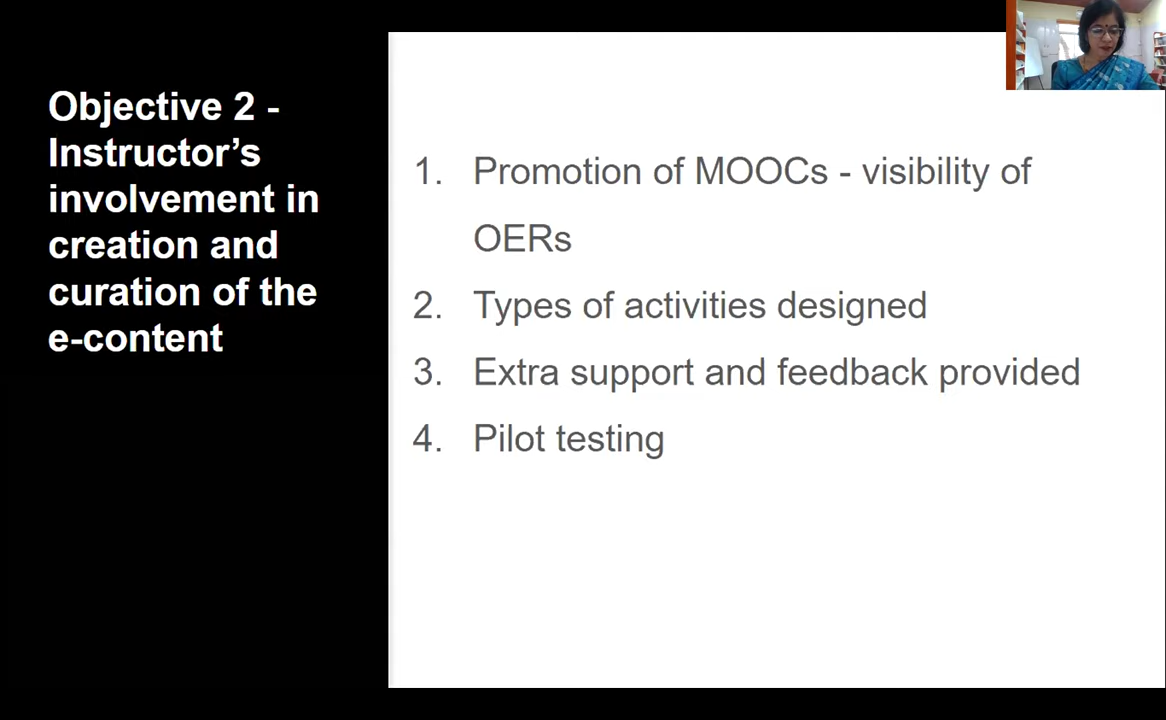 Objective 2 -
Instructor’s
involvement in
creation and
curation of the
e-content
1. Promotion of MOOCs - visibility of
OERs
2. Types of activities designed
3. Extra support and feedback provided
4. Pilot testing